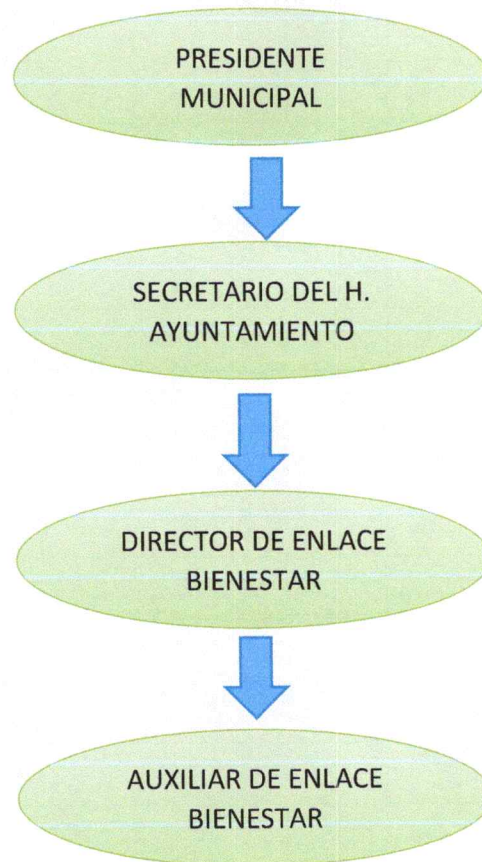 PRESIDENTE
MUNICIPAL
SECRETARIO DEL H.
AYUNTAMIENTO
DIRECTOR DE ENLACE
BIENESTAR
AUXILIAR DE ENLACE
BIENESTAR